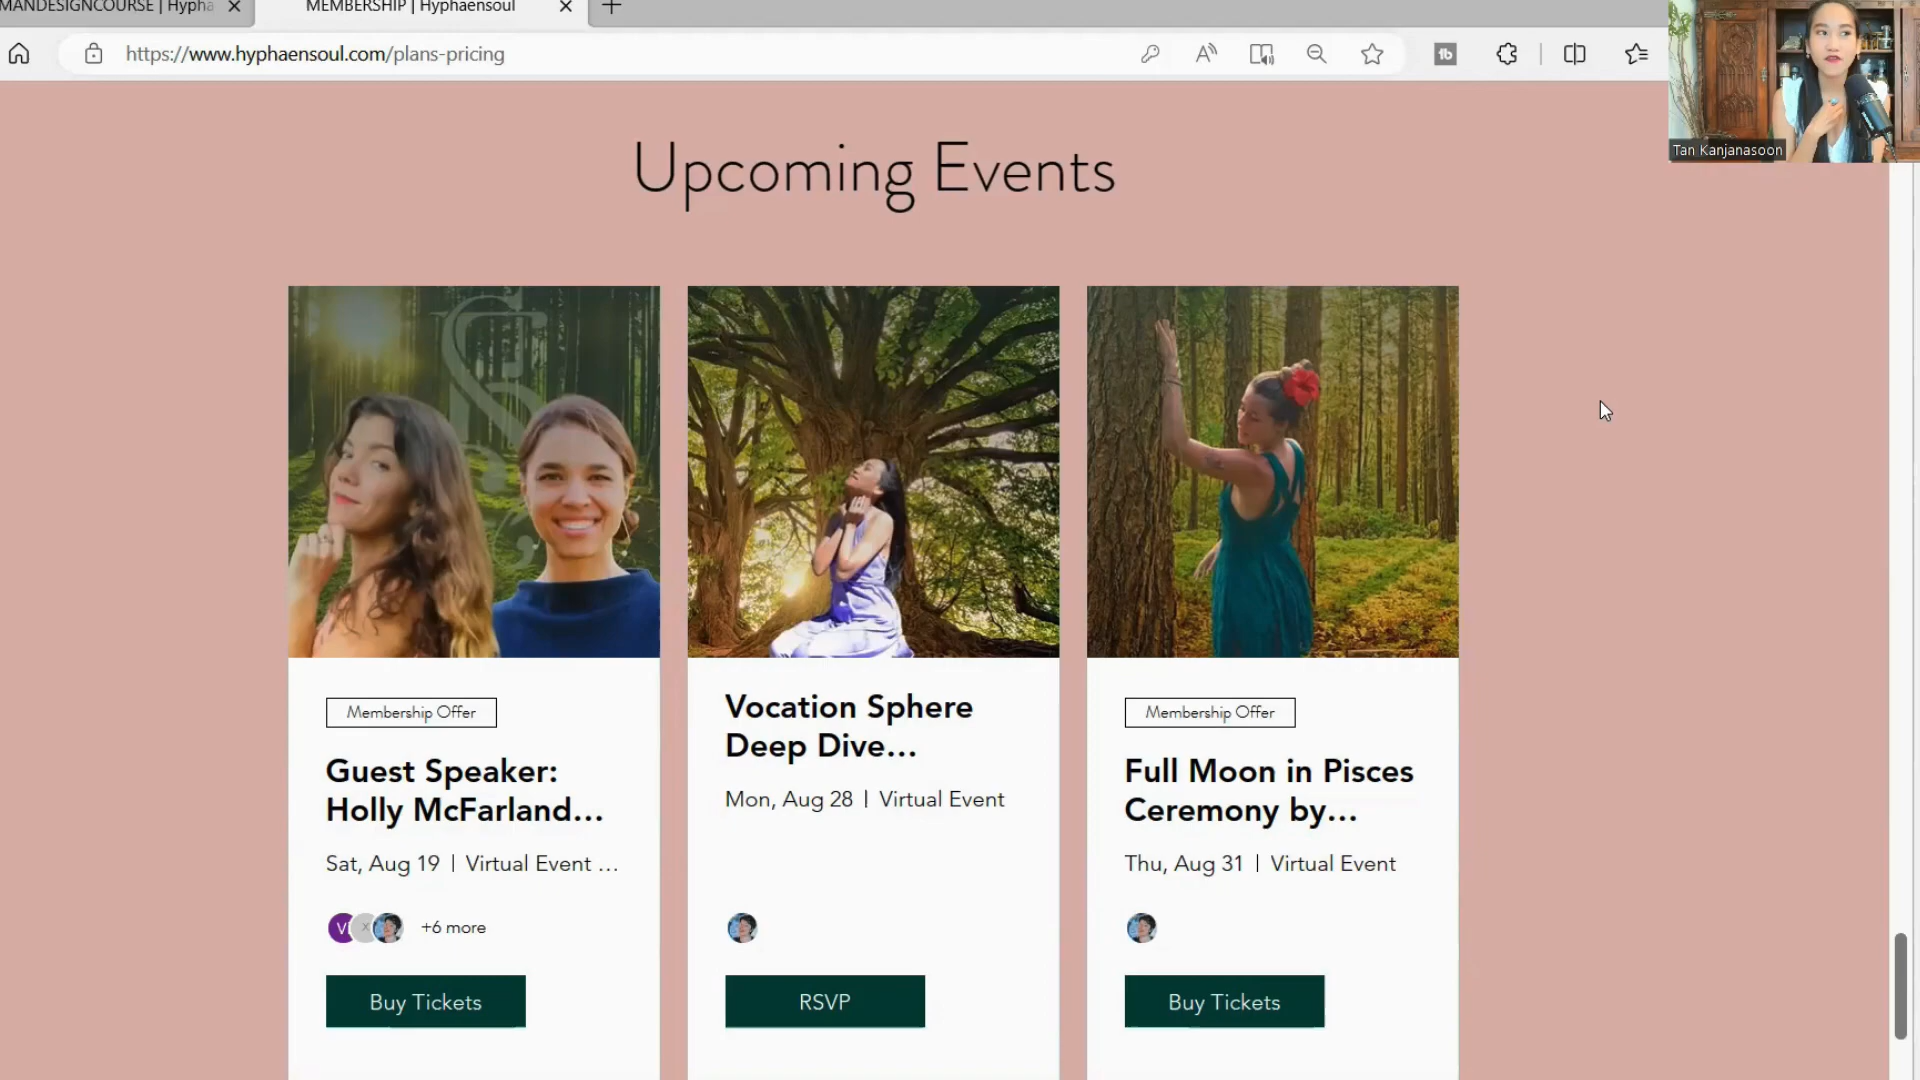 MANDESIGNCOURSE | Hypha
MEMBERSHIP | Hyphaensoul
https://www.hyphaensoul.com/plans-pricing
Tan Kanjanasoon
Upcoming Events
Membership Offer
Guest Speaker:
Holly McFarland...
Sat, Aug 19 | Virtual Event ...
+6 more
Buy Tickets
Vocation Sphere
Deep Dive...
Mon, Aug 28 | Virtual Event
RSVP
Membership Offer
Full Moon in Pisces
Ceremony by...
Thu, Aug 31 | Virtual Event
Buy Tickets